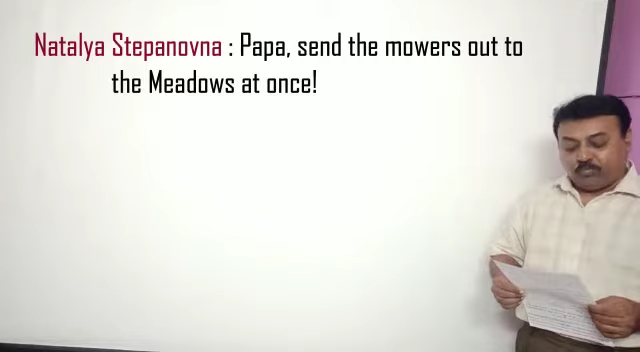 Natalya Stepanovna : Papa, send the mowers out to
the Meadows at once!